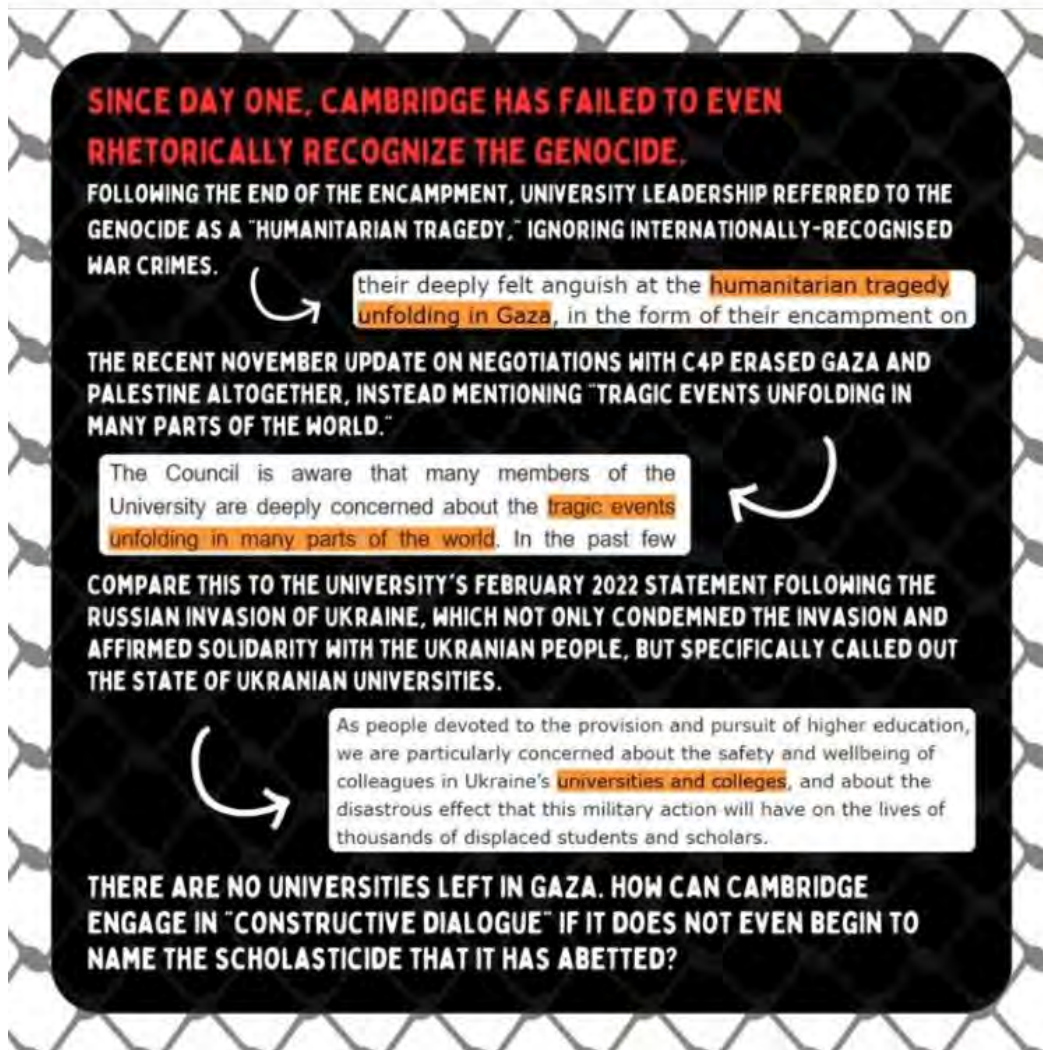 SINCE DAY ONE, CAMBRIDGE HAS FAILED TO EVEN
RHETORICALLY RECOGNIZE THE GENOCIDE.
FOLLOWING THE END OF THE ENCAMPMENT, UNIVERSITY LEADERSHIP REFERRED TO THE
GENOCIDE AS A "HUMANITARIAN TRAGEDY," IGNORING INTERNATIONALLY-RECOGNISED
WAR CRIMES.
their deeply felt anguish at the humanitarian tragedy
unfolding in Gaza, in the form of their encampment on
THE RECENT NOVEMBER UPDATE ON NEGOTIATIONS WITH C4P ERASED GAZA AND
PALESTINE ALTOGETHER, INSTEAD MENTIONING "TRAGIC EVENTS UNFOLDING IN
MANY PARTS OF THE WORLD."
The Council is aware that many members of the
University are deeply concerned about the tragic events
unfolding in many parts of the world. In the past few
COMPARE THIS TO THE UNIVERSITY'S FEBRUARY 2022 STATEMENT FOLLOWING THE
RUSSIAN INVASION OF UKRAINE, WHICH NOT ONLY CONDEMNED THE INVASION AND
AFFIRMED SOLIDARITY WITH THE UKRANIAN PEOPLE, BUT SPECIFICALLY CALLED OUT
THE STATE OF UKRANIAN UNIVERSITIES.
As people devoted to the provision and pursuit of higher education,
we are particularly concerned about the safety and wellbeing of
colleagues in Ukraine's universities and colleges, and about the
disastrous effect that this military action will have on the lives of
thousands of displaced students and scholars.
THERE ARE NO UNIVERSITIES LEFT IN GAZA. HOW CAN CAMBRIDGE
ENGAGE IN "CONSTRUCTIVE DIALOGUE" IF IT DOES NOT EVEN BEGIN TO
NAME THE SCHOLASTICIDE THAT IT HAS ABETTED?